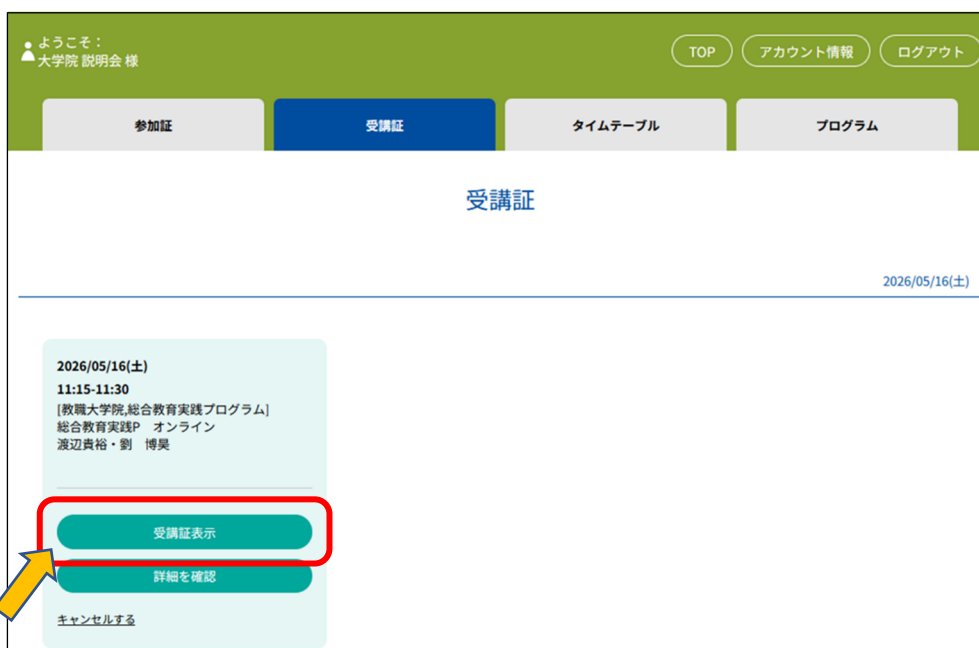 ようこそ：
大学院 説明会 様
TOP
アカウント情報
ログアウト
参加証
受講証
タイムテーブル
プログラム
受講証
2026/05/16(土)
2026/05/16(土)
11:15-11:30
[教職大学院,総合教育実践プログラム]
総合教育実践P　オンライン
渡辺貴裕・劉　博昊
受講証表示
詳細を確認
キャンセルする